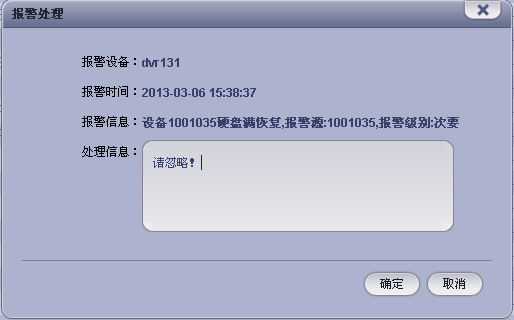 报警处理
报警设备：dvr131
报警时间：2013-03-06 15:38:37
报警信息：设备1001035硬盘满恢复,报警源:1001035,报警级别:次要
处理信息：
请忽略！
确定 取消